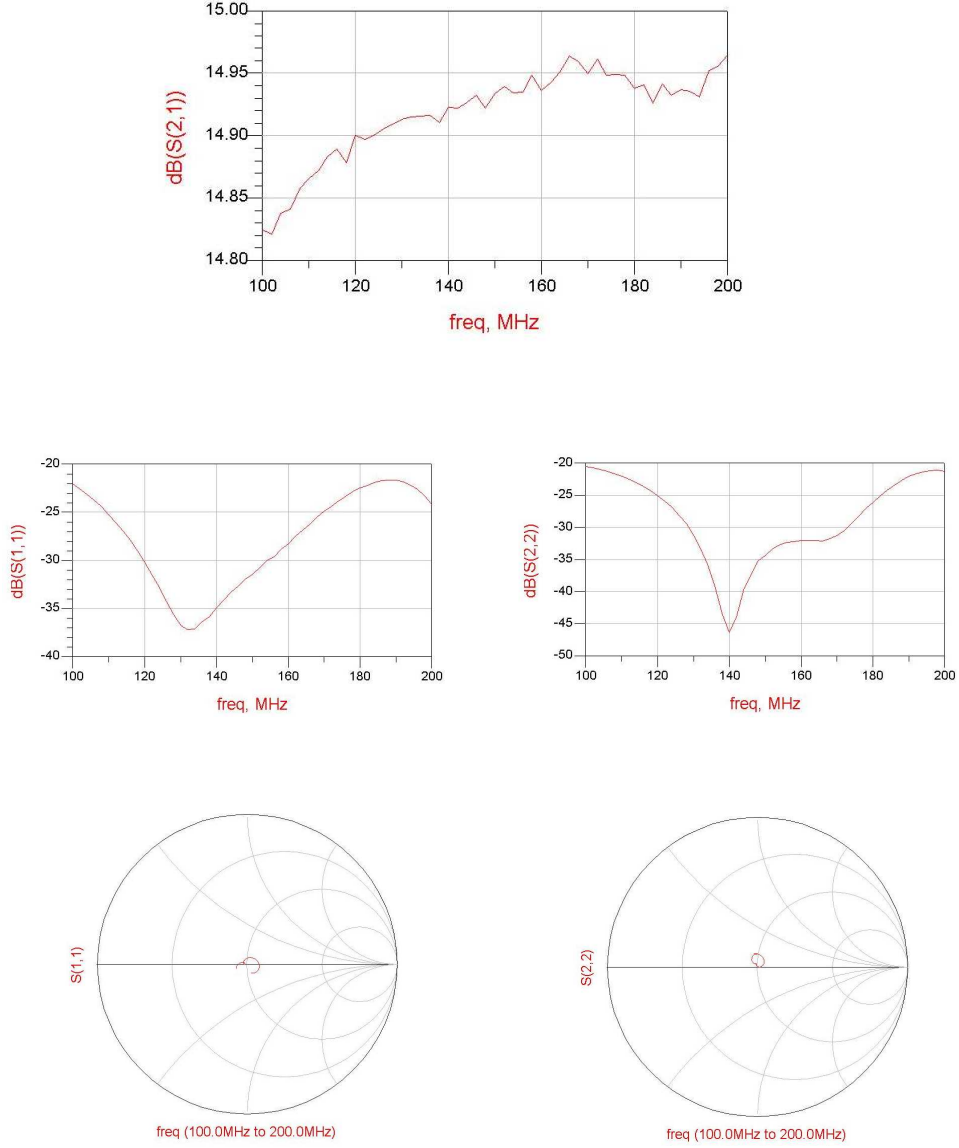 dB(S(2,1))
15.00
14.95
14.90
14.85
14.80
100 120 140 160 180 200
freq, MHz
dB(S(1,1))
-20
-25
-30
-35
-40
100 120 140 160 180 200
freq, MHz
dB(S(2,2))
-20
-25
-30
-35
-40
-45
-50
100 120 140 160 180 200
freq, MHz
S(1,1)
freq (100.0MHz to 200.0MHz)
S(2,2)
freq (100.0MHz to 200.0MHz)